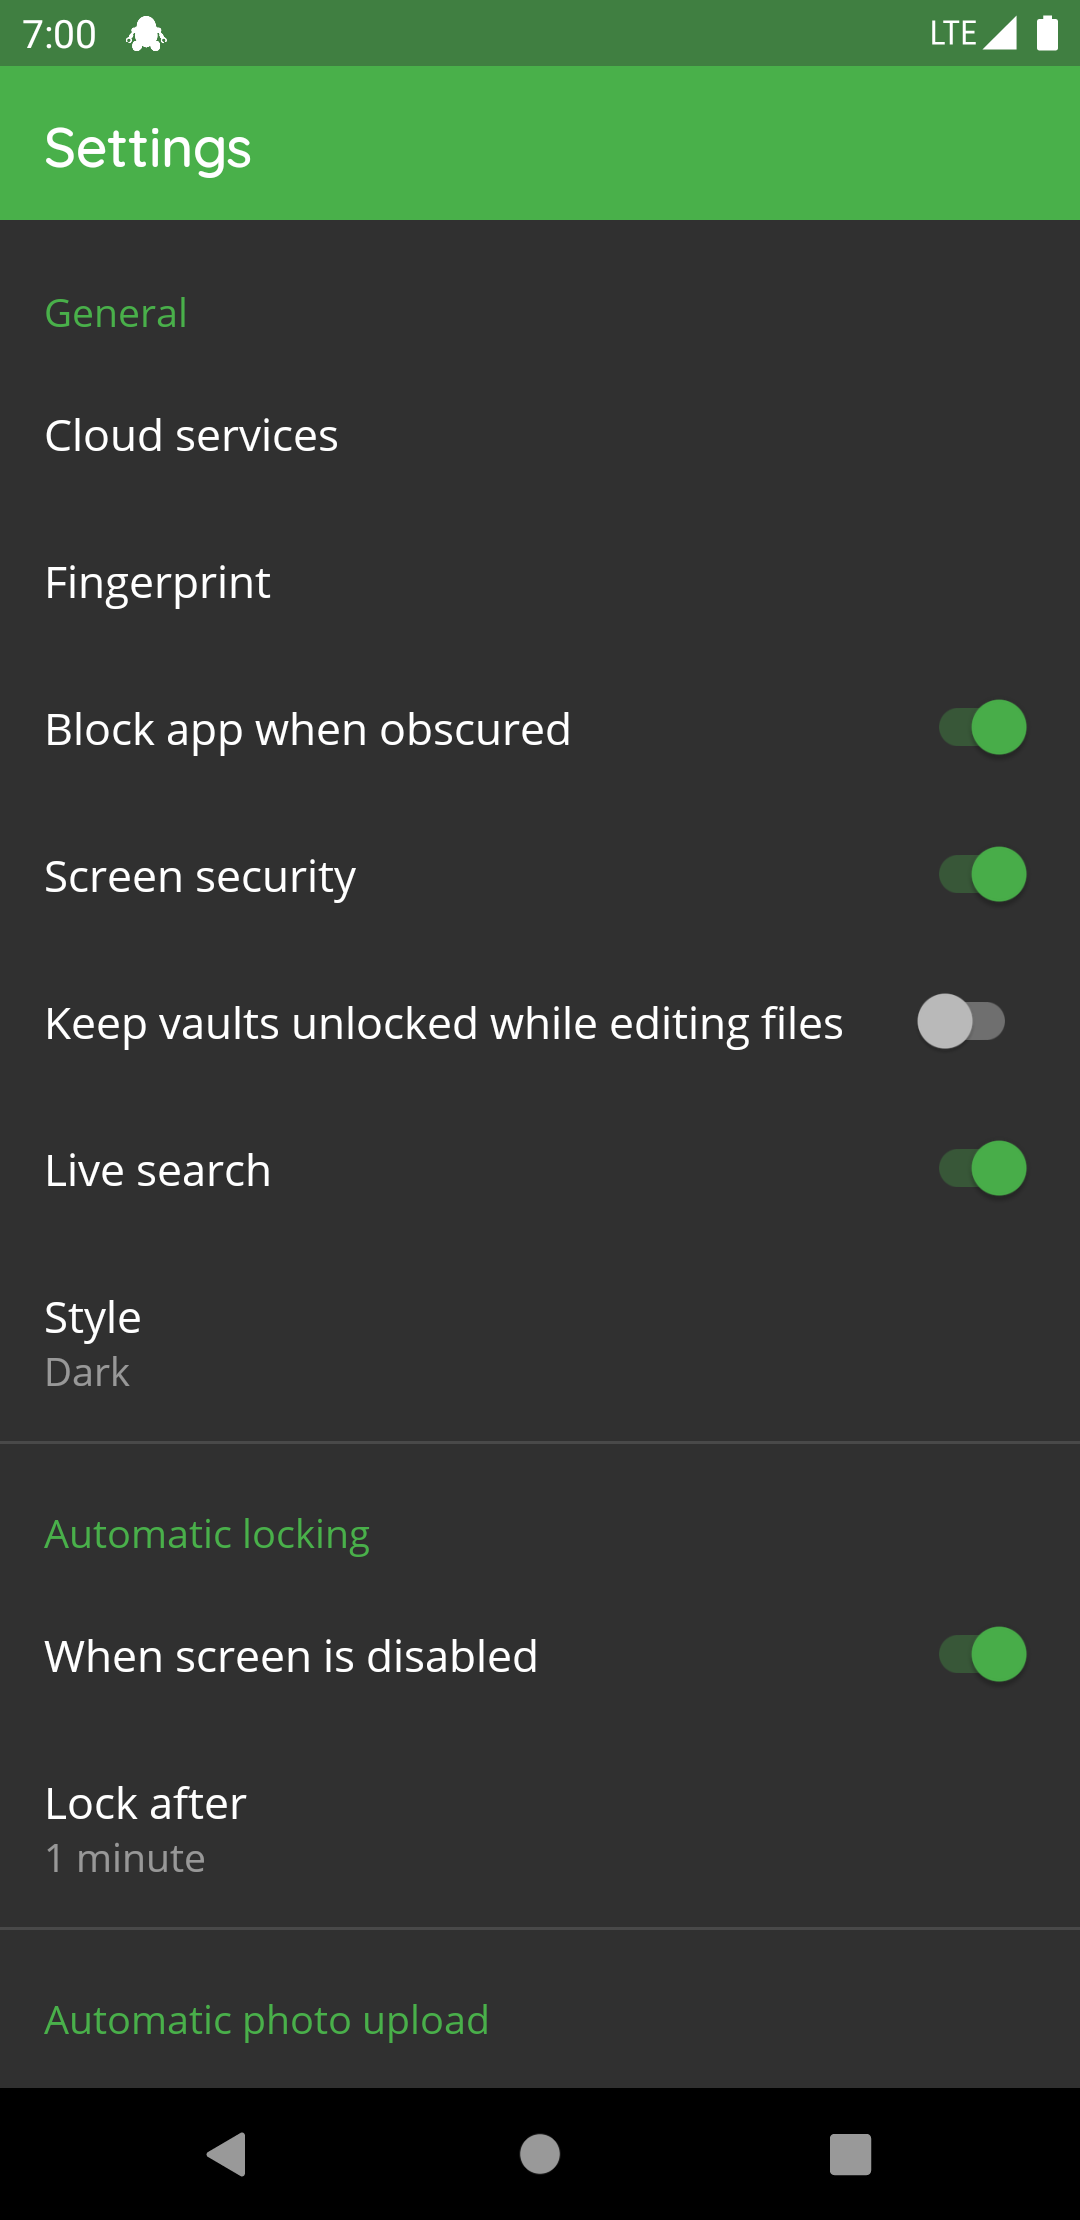 7:00
LTE
Settings
General
Cloud services
Fingerprint
Block app when obscured
Screen security
Keep vaults unlocked while editing files
Live search
Style
Dark
Automatic locking
When screen is disabled
Lock after
1 minute
Automatic photo upload